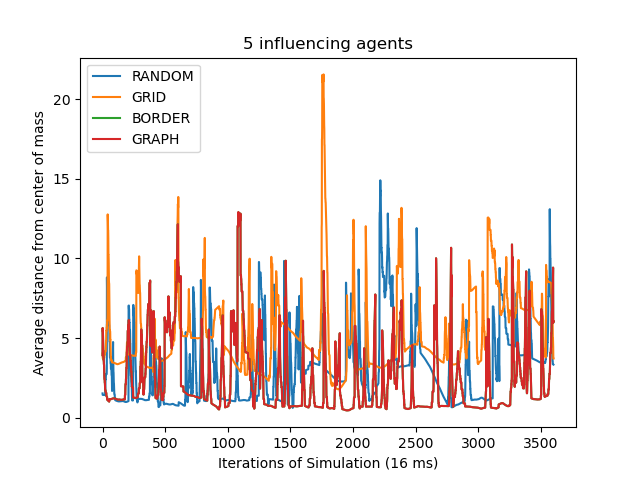 5 influencing agents
RANDOM
GRID
BORDER
GRAPH
Average distance from center of mass
20
15
10
5
0
0 500 1000 1500 2000 2500 3000 3500
Iterations of Simulation (16 ms)